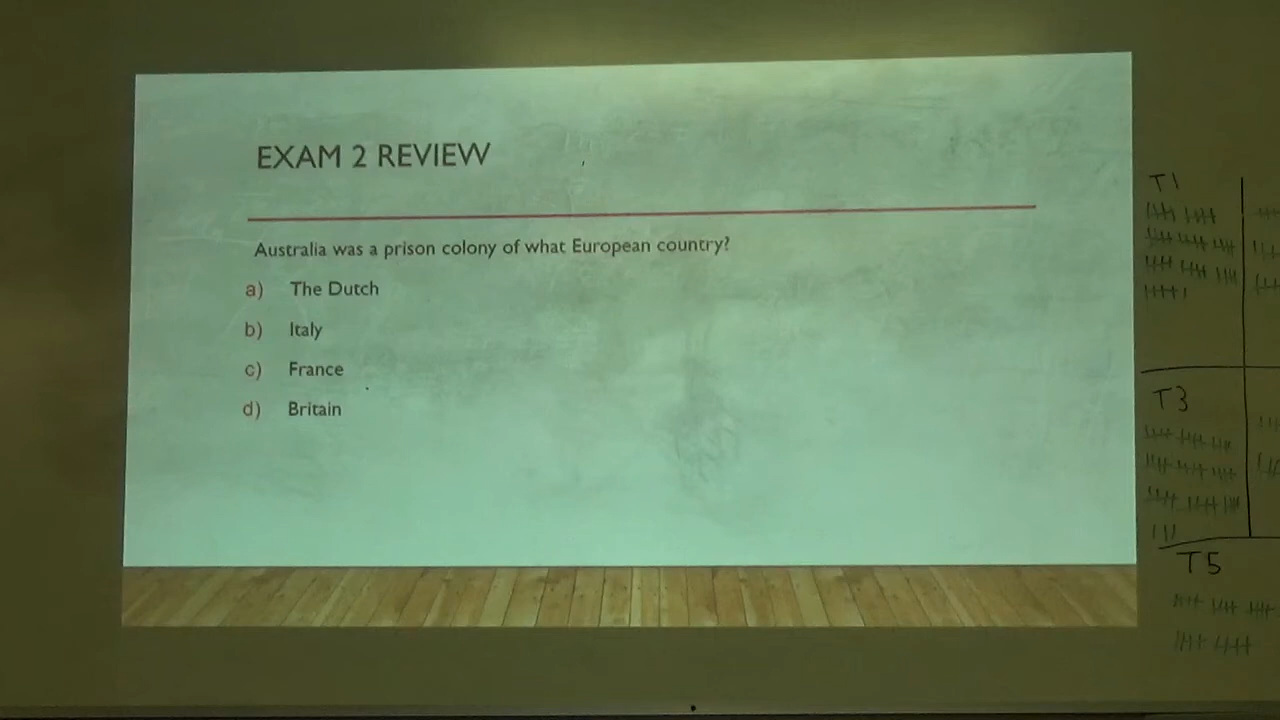 EXAM 2 REVIEW
Australia was a prison colony of what European country?
a) The Dutch
b) Italy
c) France
d) Britain
T1
T3
T5